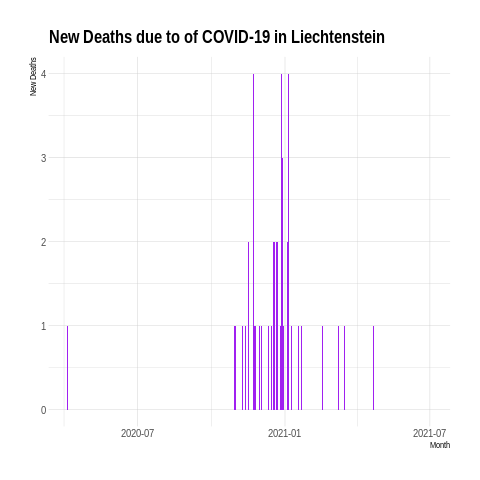 New Deaths due to of COVID-19 in Liechtenstein
New Deaths
4
3
2
1
0
2020-07
2021-01
2021-07
Month